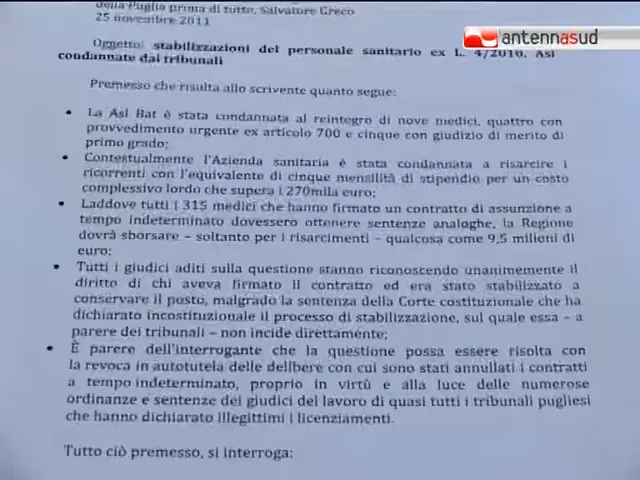 della Puglia prima di tutto, Salvatore Greco
25 novembre 2011
antennasud
Oggetto: stabilizzazioni del personale sanitario ex L. 4/2010. Asl
condannate dai tribunali
Premesso che risulta allo scrivente quanto segue:
• La Asl Bat è stata condannata al reintegro di nove medici, quattro con
provvedimento urgente ex articolo 700 e cinque con giudizio di merito di
primo grado;
• Contestualmente l'Azienda sanitaria è stata condannata a risarcire i
ricorrenti con l'equivalente di cinque mensilità di stipendio per un costo
complessivo lordo che supera i 270mila euro;
• Laddove tutti i 315 medici che hanno firmato un contratto di assunzione a
tempo indeterminato dovessero ottenere sentenze analoghe, la Regione
dovrà sborsare – soltanto per i risarcimenti – qualcosa come 9,5 milioni di
euro;
• Tutti i giudici aditi sulla questione stanno riconoscendo unanimemente il
diritto di chi aveva firmato il contratto ed era stato stabilizzato a
conservare il posto, malgrado la sentenza della Corte costituzionale che ha
dichiarato incostituzionale il processo di stabilizzazione, sul quale essa – a
parere dei tribunali – non incide direttamente;
• È parere dell'interrogante che la questione possa essere risolta con
la revoca in autotutela delle delibere con cui sono stati annullati i contratti
a tempo indeterminato, proprio in virtù e alla luce delle numerose
ordinanze e sentenze dei giudici del lavoro di quasi tutti i tribunali pugliesi
che hanno dichiarato illegittimi i licenziamenti.
Tutto ciò premesso, si interroga: